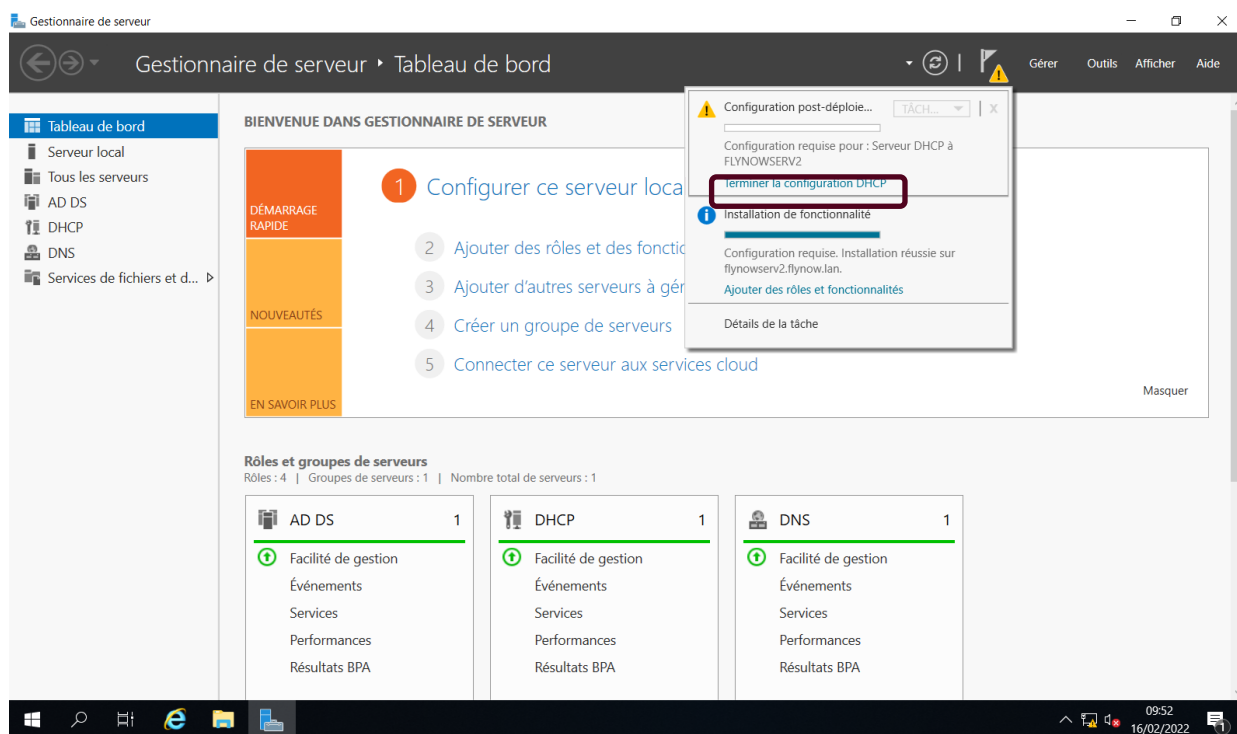 Gestionnaire de serveur
Gestionnaire de serveur Tableau de bord
Gérer Outils Afficher Aide
Tableau de bord
Serveur local
Tous les serveurs
AD DS
DHCP
DNS
Services de fichiers et d...
BIENVENUE DANS GESTIONNAIRE DE SERVEUR
DÉMARRAGE
RAPIDE
NOUVEAUTÉS
EN SAVOIR PLUS
1 Configurer ce serveur loca
2 Ajouter des rôles et des fonctio
3 Ajouter d'autres serveurs à gér
4 Créer un groupe de serveurs
5 Connecter ce serveur aux services cloud
Masquer
Configuration post-déploie... TÂCH... X
Configuration requise pour : Serveur DHCP à
FLYNOWSERV2
Terminer la configuration DHCP
Installation de fonctionnalité
Configuration requise. Installation réussie sur
flynowserv2.flynow.lan.
Ajouter des rôles et fonctionnalités
Détails de la tâche
Rôles et groupes de serveurs
Rôles : 4 | Groupes de serveurs : 1 | Nombre total de serveurs : 1
AD DS 1
Facilité de gestion
Événements
Services
Performances
Résultats BPA
DHCP 1
Facilité de gestion
Événements
Services
Performances
Résultats BPA
DNS 1
Facilité de gestion
Événements
Services
Performances
Résultats BPA
09:52
16/02/2022
1